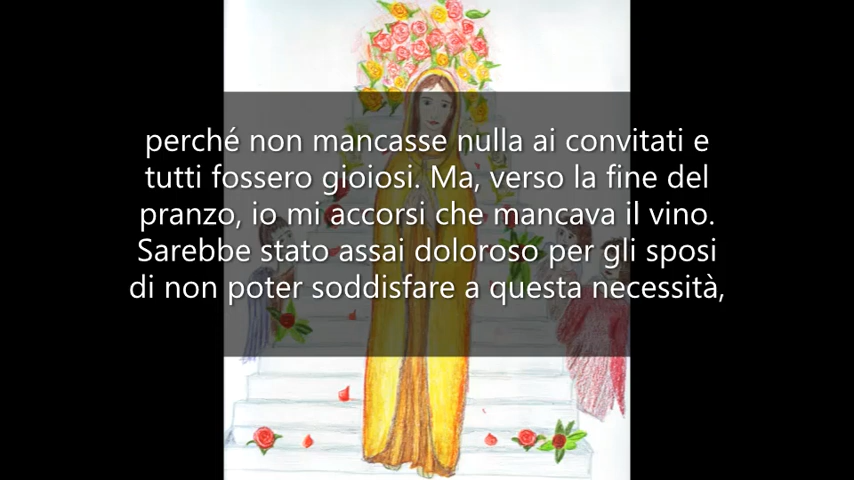 perché non mancasse nulla ai convitati e
tutti fossero gioiosi. Ma, verso la fine del
pranzo, io mi accorsi che mancava il vino.
Sarebbe stato assai doloroso per gli sposi
di non poter soddisfare a questa necessità,